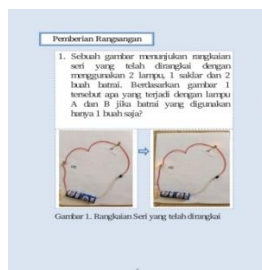 Pemberian Rangsangan
1. Sebuah gambar menunjukan rangkaian
seri yang telah dirangkai dengan
menggunakan 2 lampu, 1 saklar dan 2
buah batrai. Berdasarkan gambar 1
tersebut apa yang terjadi dengan lampu
A dan B jika batrai yang digunakan
hanya 1 buah saja?
Gambar 1. Rangkaian Seri yang telah dirangkai